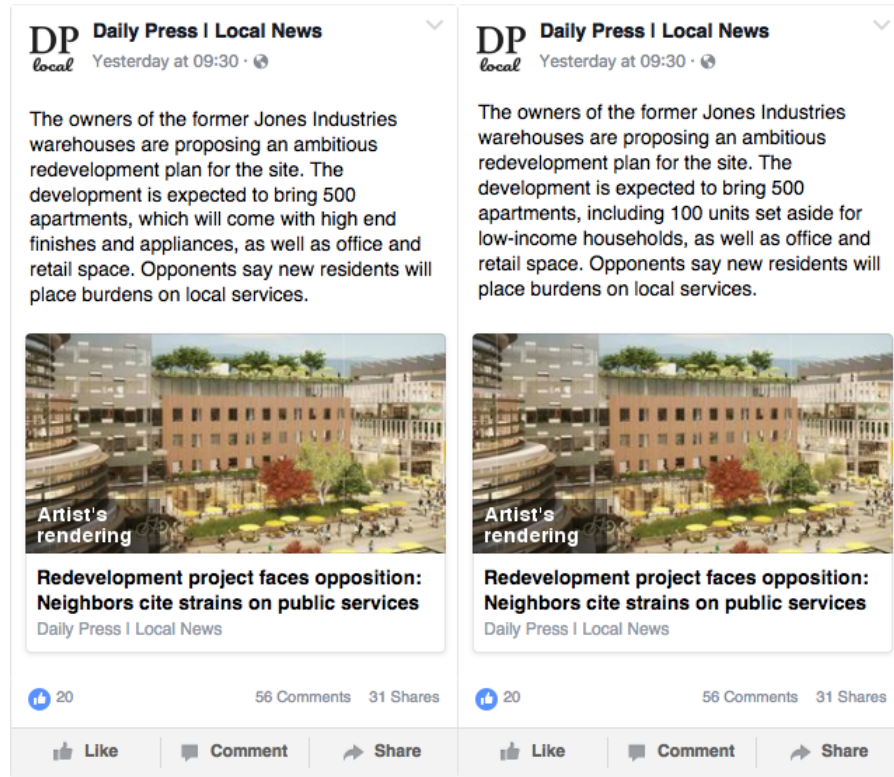 DP
local
Daily Press | Local News
Yesterday at 09:30 ·
The owners of the former Jones Industries
warehouses are proposing an ambitious
redevelopment plan for the site. The
development is expected to bring 500
apartments, which will come with high end
finishes and appliances, as well as office and
retail space. Opponents say new residents will
place burdens on local services.
Artist's
rendering
Redevelopment project faces opposition:
Neighbors cite strains on public services
Daily Press | Local News
20
56 Comments 31 Shares
Like
Comment
Share
DP
local
Daily Press | Local News
Yesterday at 09:30 ·
The owners of the former Jones Industries
warehouses are proposing an ambitious
redevelopment plan for the site. The
development is expected to bring 500
apartments, including 100 units set aside for
low-income households, as well as office and
retail space. Opponents say new residents will
place burdens on local services.
Artist's
rendering
Redevelopment project faces opposition:
Neighbors cite strains on public services
Daily Press | Local News
20
56 Comments 31 Shares
Like
Comment
Share